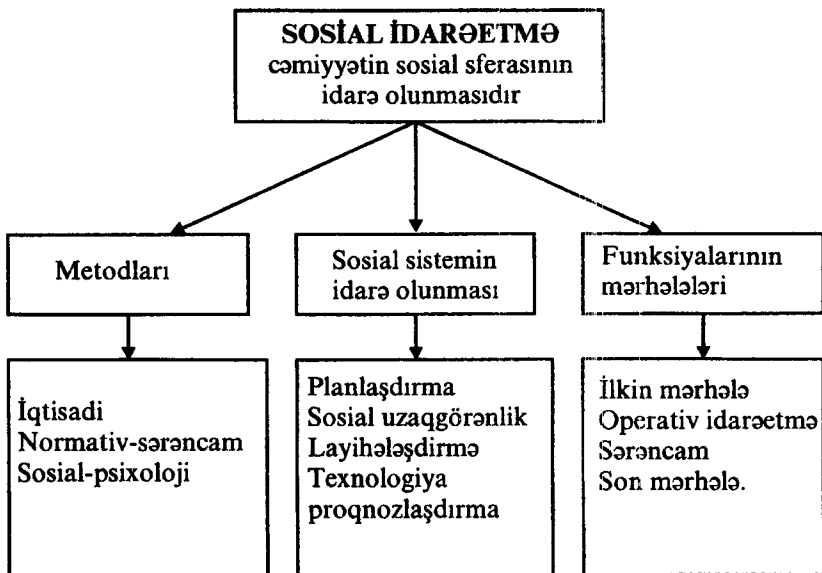 SOSİAL İDARƏETMƏ
cəmiyyətin sosial sferasının
idarə olunmasıdır
Metodları
Sosial sistemin
idarə olunması
Funksiyalarının
mərhələləri
İqtisadi
Normativ-sərəncam
Sosial-psixoloji
Planlaşdırma
Sosial uzaqgörənlik
Layihələşdirmə
Texnologiya
proqnozlaşdırma
İlkin mərhələ
Operativ idarəetmə
Sərəncam
Son mərhələ.